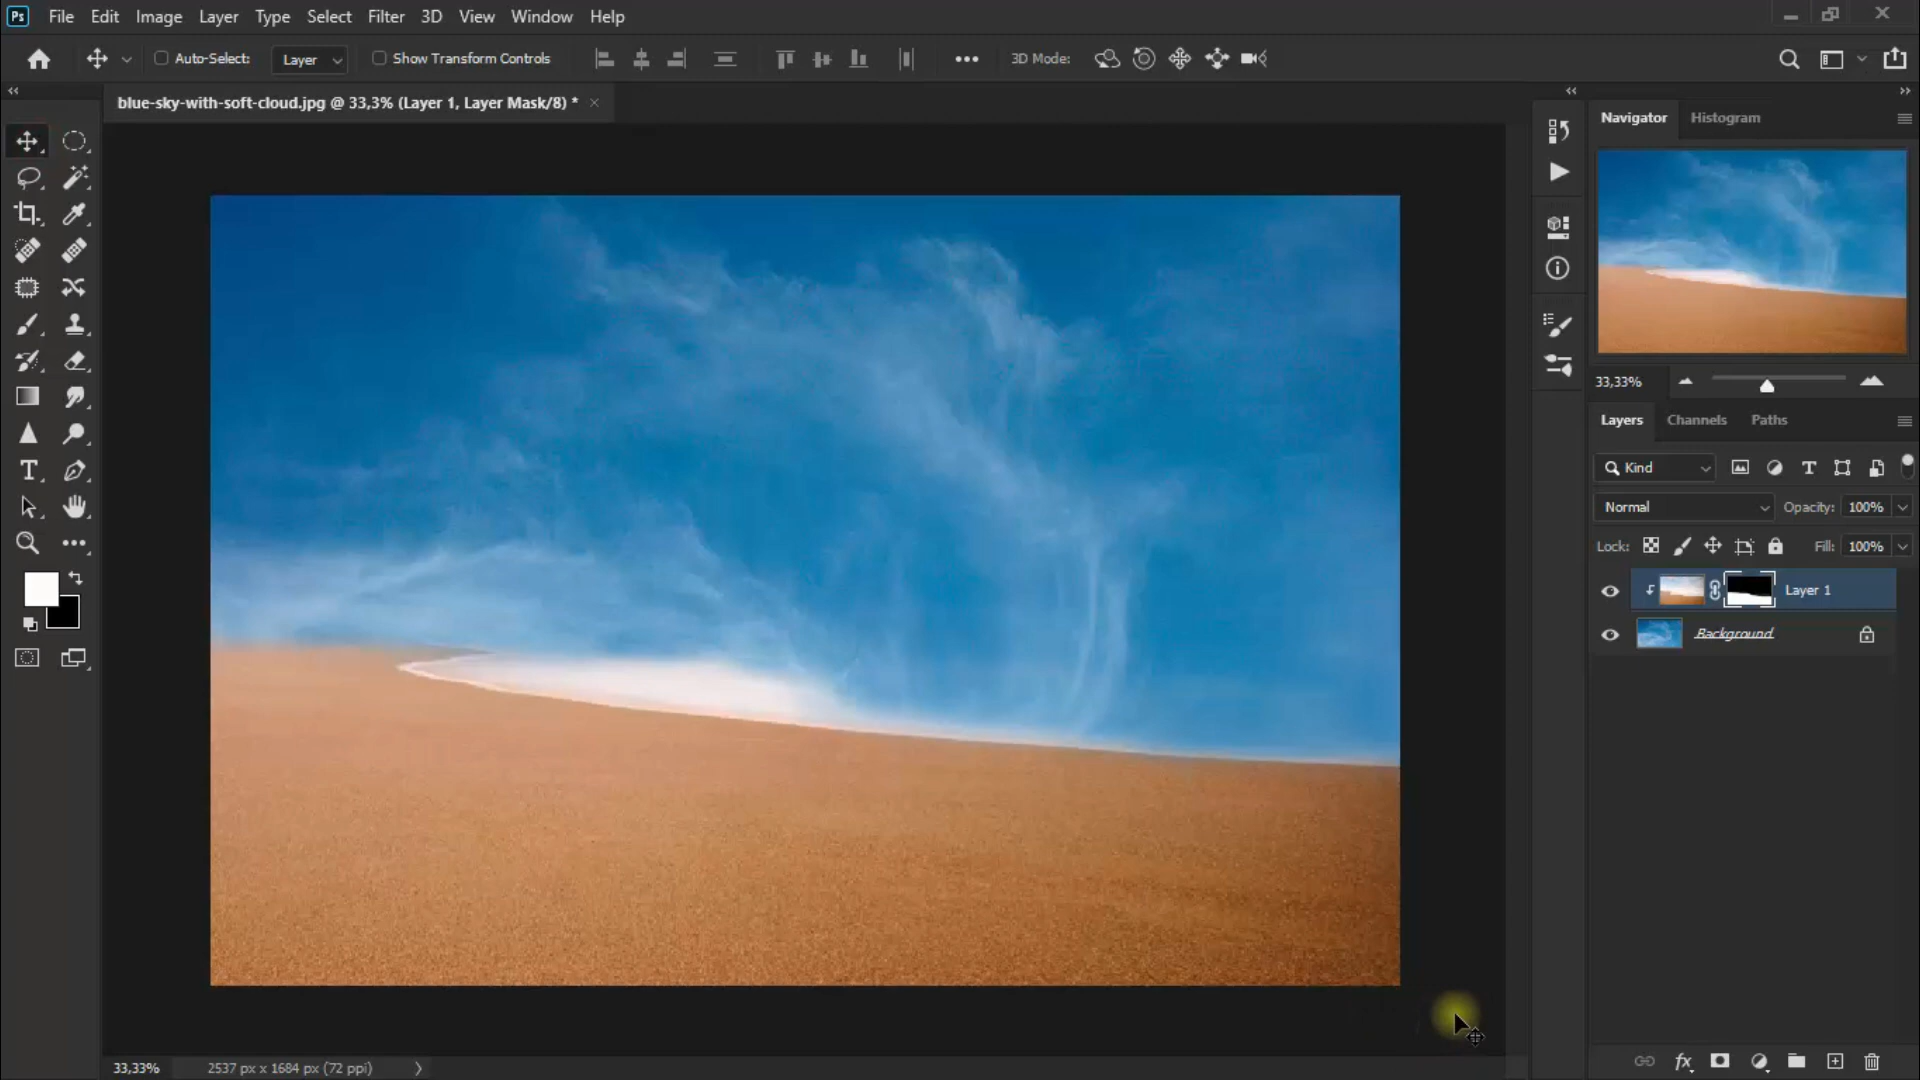 Ps File Edit Image Layer Type Select Filter 3D View Window Help
Auto-Select: Layer Show Transform Controls 3D Mode:
blue-sky-with-soft-cloud.jpg @ 33,3% (Layer 1, Layer Mask/8) *
Navigator Histogram
33,33%
Layers Channels Paths
Kind
Normal Opacity: 100%
Lock: Fill: 100%
Layer 1
Background
33,33% 2537 px x 1684 px (72 ppi)